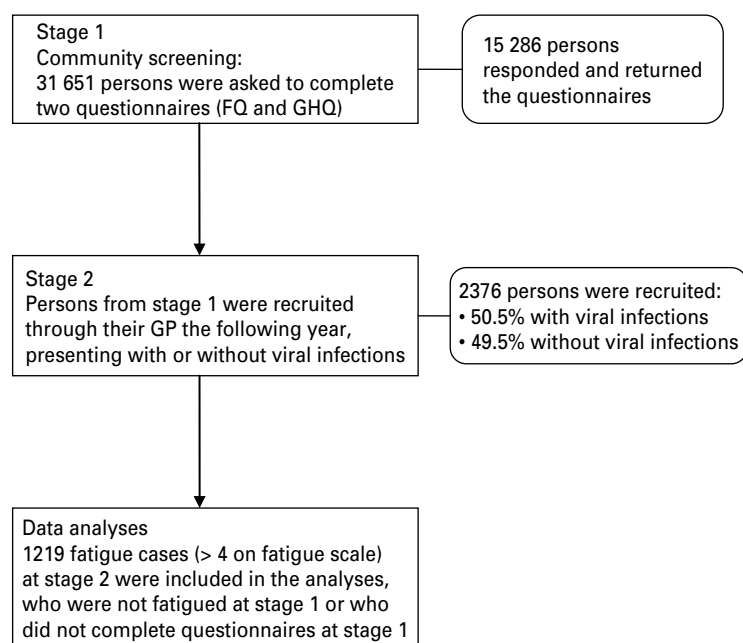 Stage 1
Community screening:
31 651 persons were asked to complete
two questionnaires (FQ and GHQ)
15 286 persons
responded and returned
the questionnaires
Stage 2
Persons from stage 1 were recruited
through their GP the following year,
presenting with or without viral infections
2376 persons were recruited:
• 50.5% with viral infections
• 49.5% without viral infections
Data analyses
1219 fatigue cases (> 4 on fatigue scale)
at stage 2 were included in the analyses,
who were not fatigued at stage 1 or who
did not complete questionnaires at stage 1